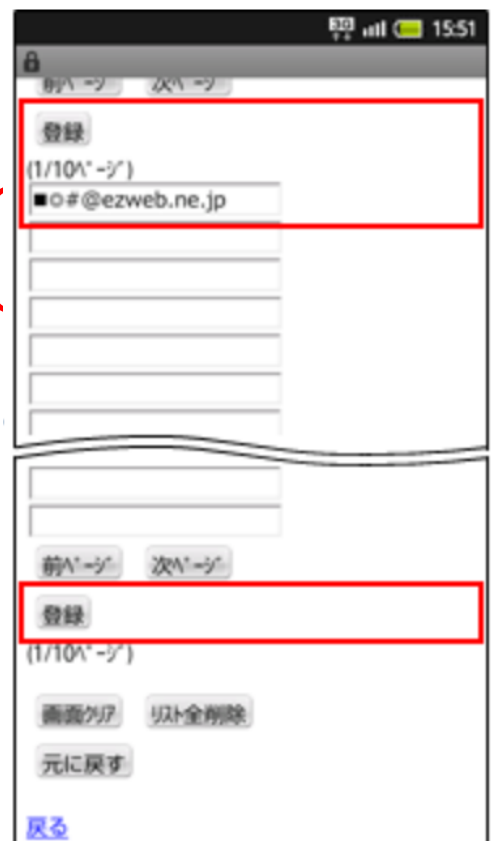 3G 15:51
前ﾍﾟｰｼﾞ 次ﾍﾟｰｼﾞ
登録
(1/10ﾍﾟｰｼﾞ)
■○#@ezweb.ne.jp
前ﾍﾟｰｼﾞ 次ﾍﾟｰｼﾞ
登録
(1/10ﾍﾟｰｼﾞ)
画面ｸﾘｱ ﾘｽﾄ全削除
元に戻す
戻る